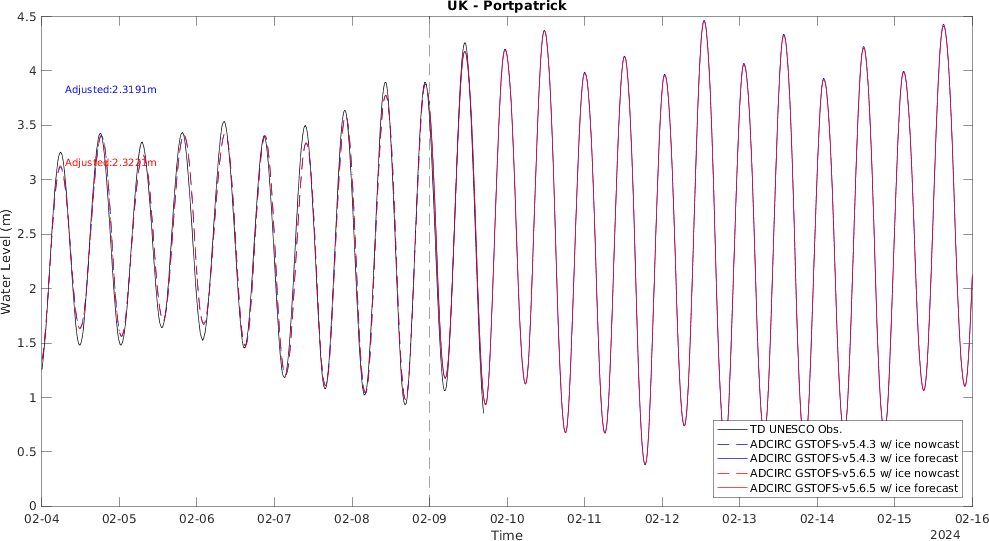 UK - Portpatrick
4.5
4
3.5
3
2.5
2
1.5
1
0.5
0
Water Level (m)
Adjusted:2.3191m
Adjusted:2.3221m
TD UNESCO Obs.
ADCIRC GSTOFS-v5.4.3 w/ ice nowcast
ADCIRC GSTOFS-v5.4.3 w/ ice forecast
ADCIRC GSTOFS-v5.6.5 w/ ice nowcast
ADCIRC GSTOFS-v5.6.5 w/ ice forecast
02-04 02-05 02-06 02-07 02-08 02-09 02-10 02-11 02-12 02-13 02-14 02-15 02-16
Time
2024